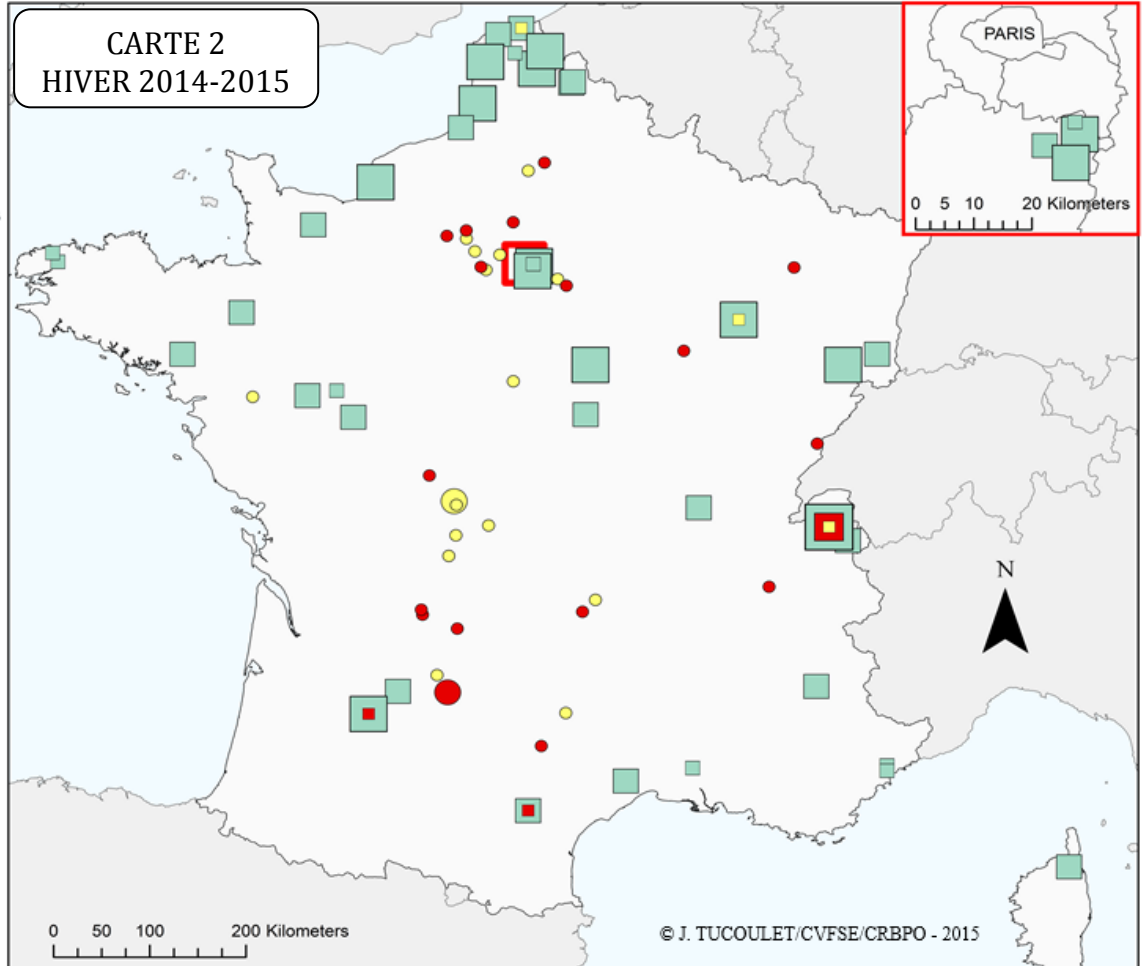 CARTE 2
HIVER 2014-2015
PARIS
0 5 10 20 Kilometers
N
0 50 100 200 Kilometers
© J. TUCOULET/CVFSE/CRBPO - 2015